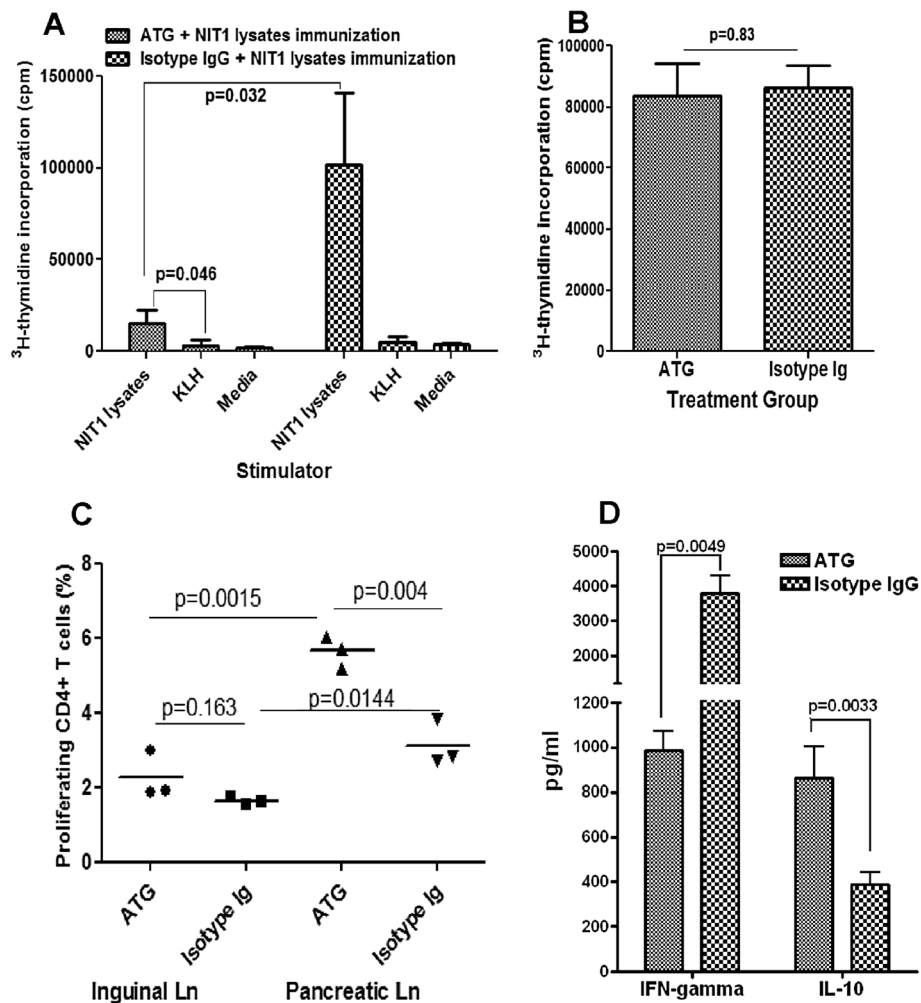 A
ATG + NIT1 lysates immunization
Isotype IgG + NIT1 lysates immunization
³H-thymidine incorporation (cpm)
150000
100000
50000
0
p=0.032
p=0.046
NIT1 lysates
KLH
Media
NIT1 lysates
KLH
Media
Stimulator
B
³H-thymidine incorporation (cpm)
100000
80000
60000
40000
20000
0
p=0.83
ATG
Isotype Ig
Treatment Group
C
Proliferating CD4+ T cells (%)
8
6
4
2
0
p=0.0015
p=0.004
p=0.163
p=0.0144
ATG
Isotype Ig
ATG
Isotype Ig
Inguinal Ln
Pancreatic Ln
D
pg/ml
5000
4000
3000
2000
1200
1000
800
600
400
200
0
p=0.0049
ATG
Isotype IgG
p=0.0033
IFN-gamma
IL-10